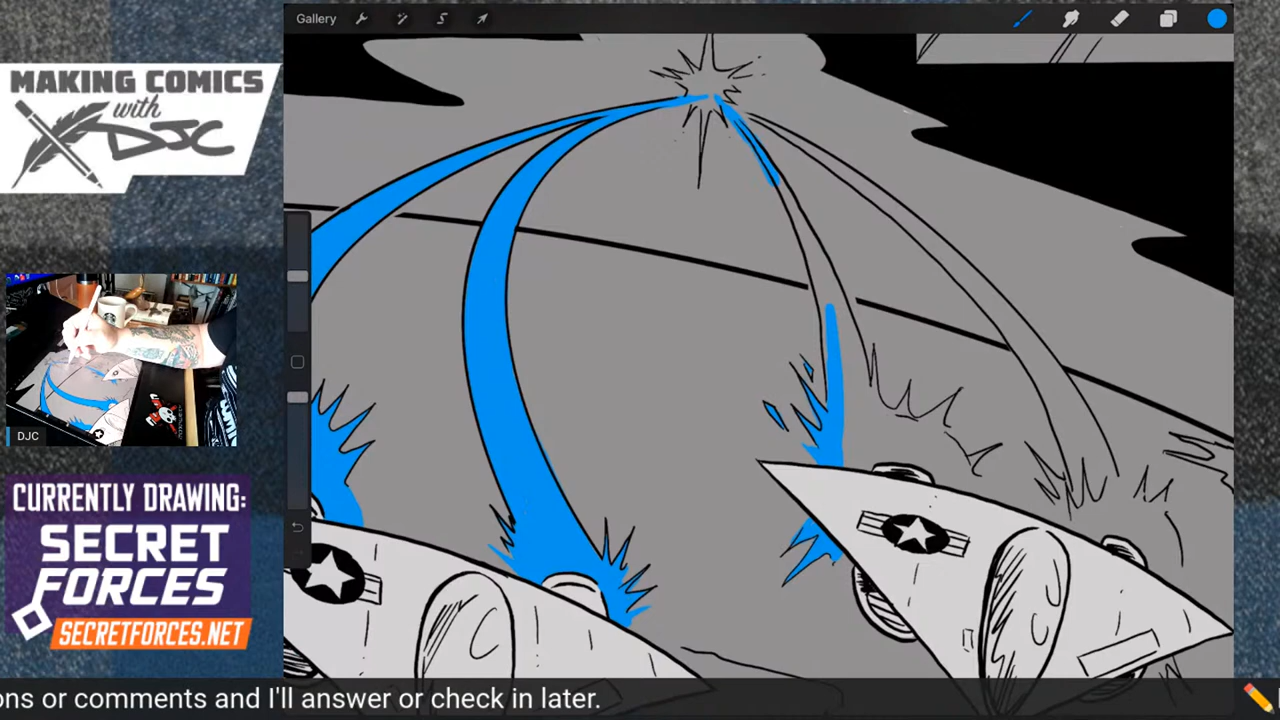 Gallery
MAKING COMICS
with
DJC
DJC
CURRENTLY DRAWING:
SECRET
FORCES
SECRETFORCES.NET
ons or comments and I'll answer or check in later.